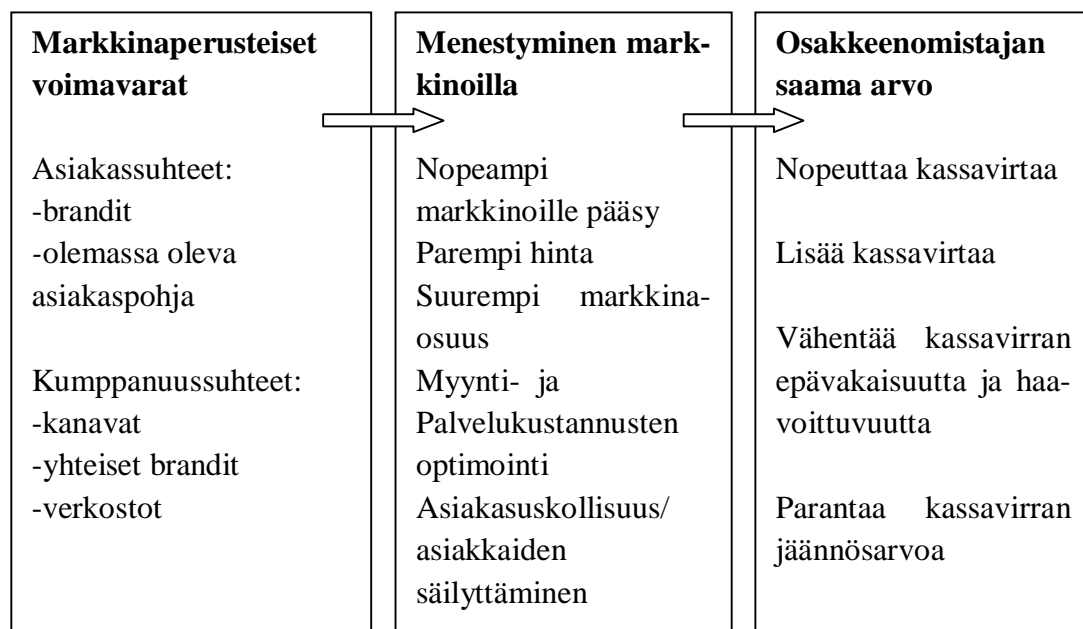 Markkinaperusteiset
voimavarat
Asiakassuhteet:
-brandit
-olemassa oleva
asiakaspohja
Kumppanuussuhteet:
-kanavat
-yhteiset brandit
-verkostot
Menestyminen mark-
kinoilla
Nopeampi
markkinoille pääsy
Parempi hinta
Suurempi markkina-
osuus
Myynti- ja
Palvelukustannusten
optimointi
Asiakasuskollisuus/
asiakkaiden
säilyttäminen
Osakkeenomistajan
saama arvo
Nopeuttaa kassavirtaa
Lisää kassavirtaa
Vähentää kassavirran
epävakaisuutta ja haa-
voittuvuutta
Parantaa kassavirran
jäännösarvoa